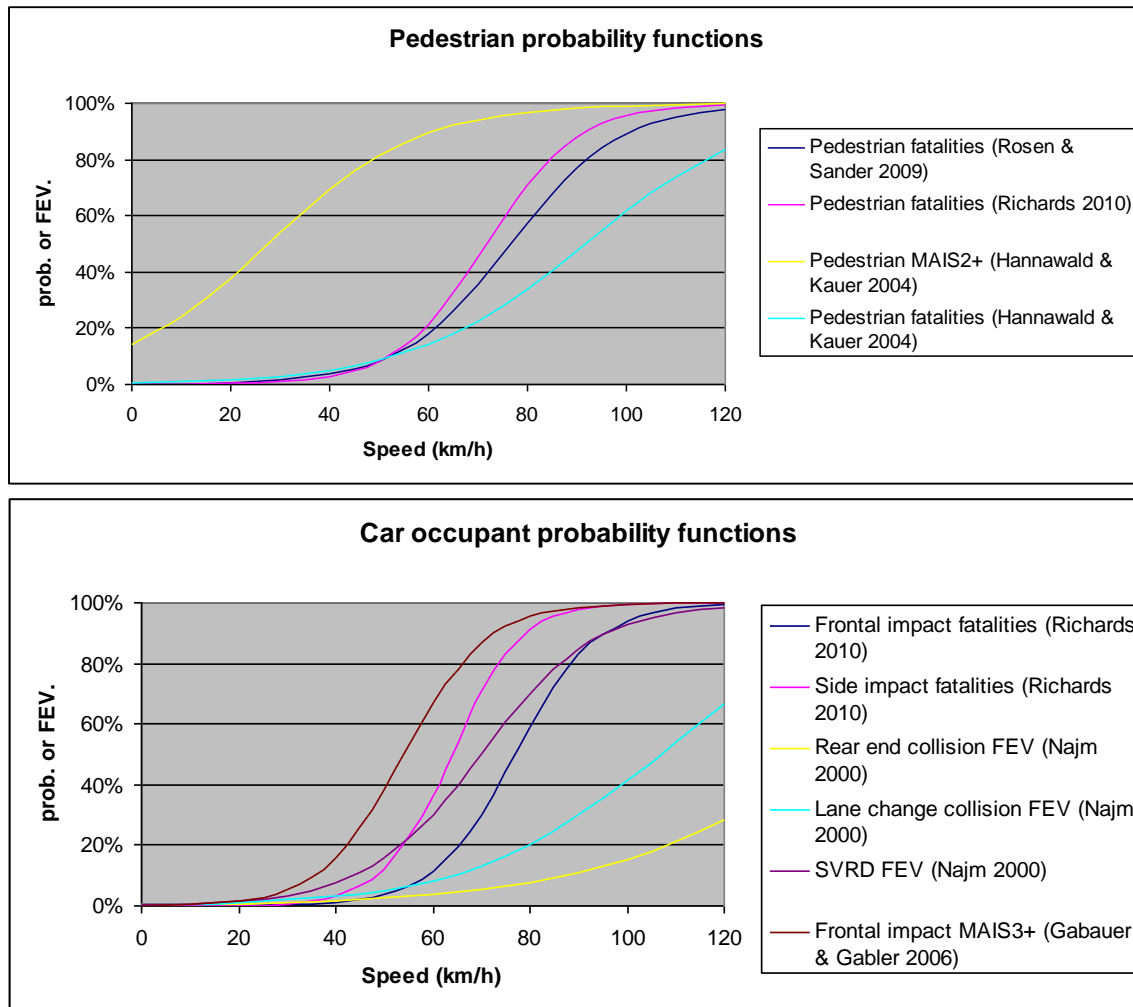 Pedestrian probability functions
100%
80%
60%
40%
20%
0%
prob. or FEV.
0 20 40 60 80 100 120
Speed (km/h)
Pedestrian fatalities (Rosen &
Sander 2009)
Pedestrian fatalities (Richards 2010)
Pedestrian MAIS2+ (Hannawald &
Kauer 2004)
Pedestrian fatalities (Hannawald &
Kauer 2004)
Car occupant probability functions
100%
80%
60%
40%
20%
0%
prob. or FEV.
0 20 40 60 80 100 120
Speed (km/h)
Frontal impact fatalities (Richards
2010)
Side impact fatalities (Richards
2010)
Rear end collision FEV (Najm
2000)
Lane change collision FEV (Najm
2000)
SVRD FEV (Najm 2000)
Frontal impact MAIS3+ (Gabauer
& Gabler 2006)